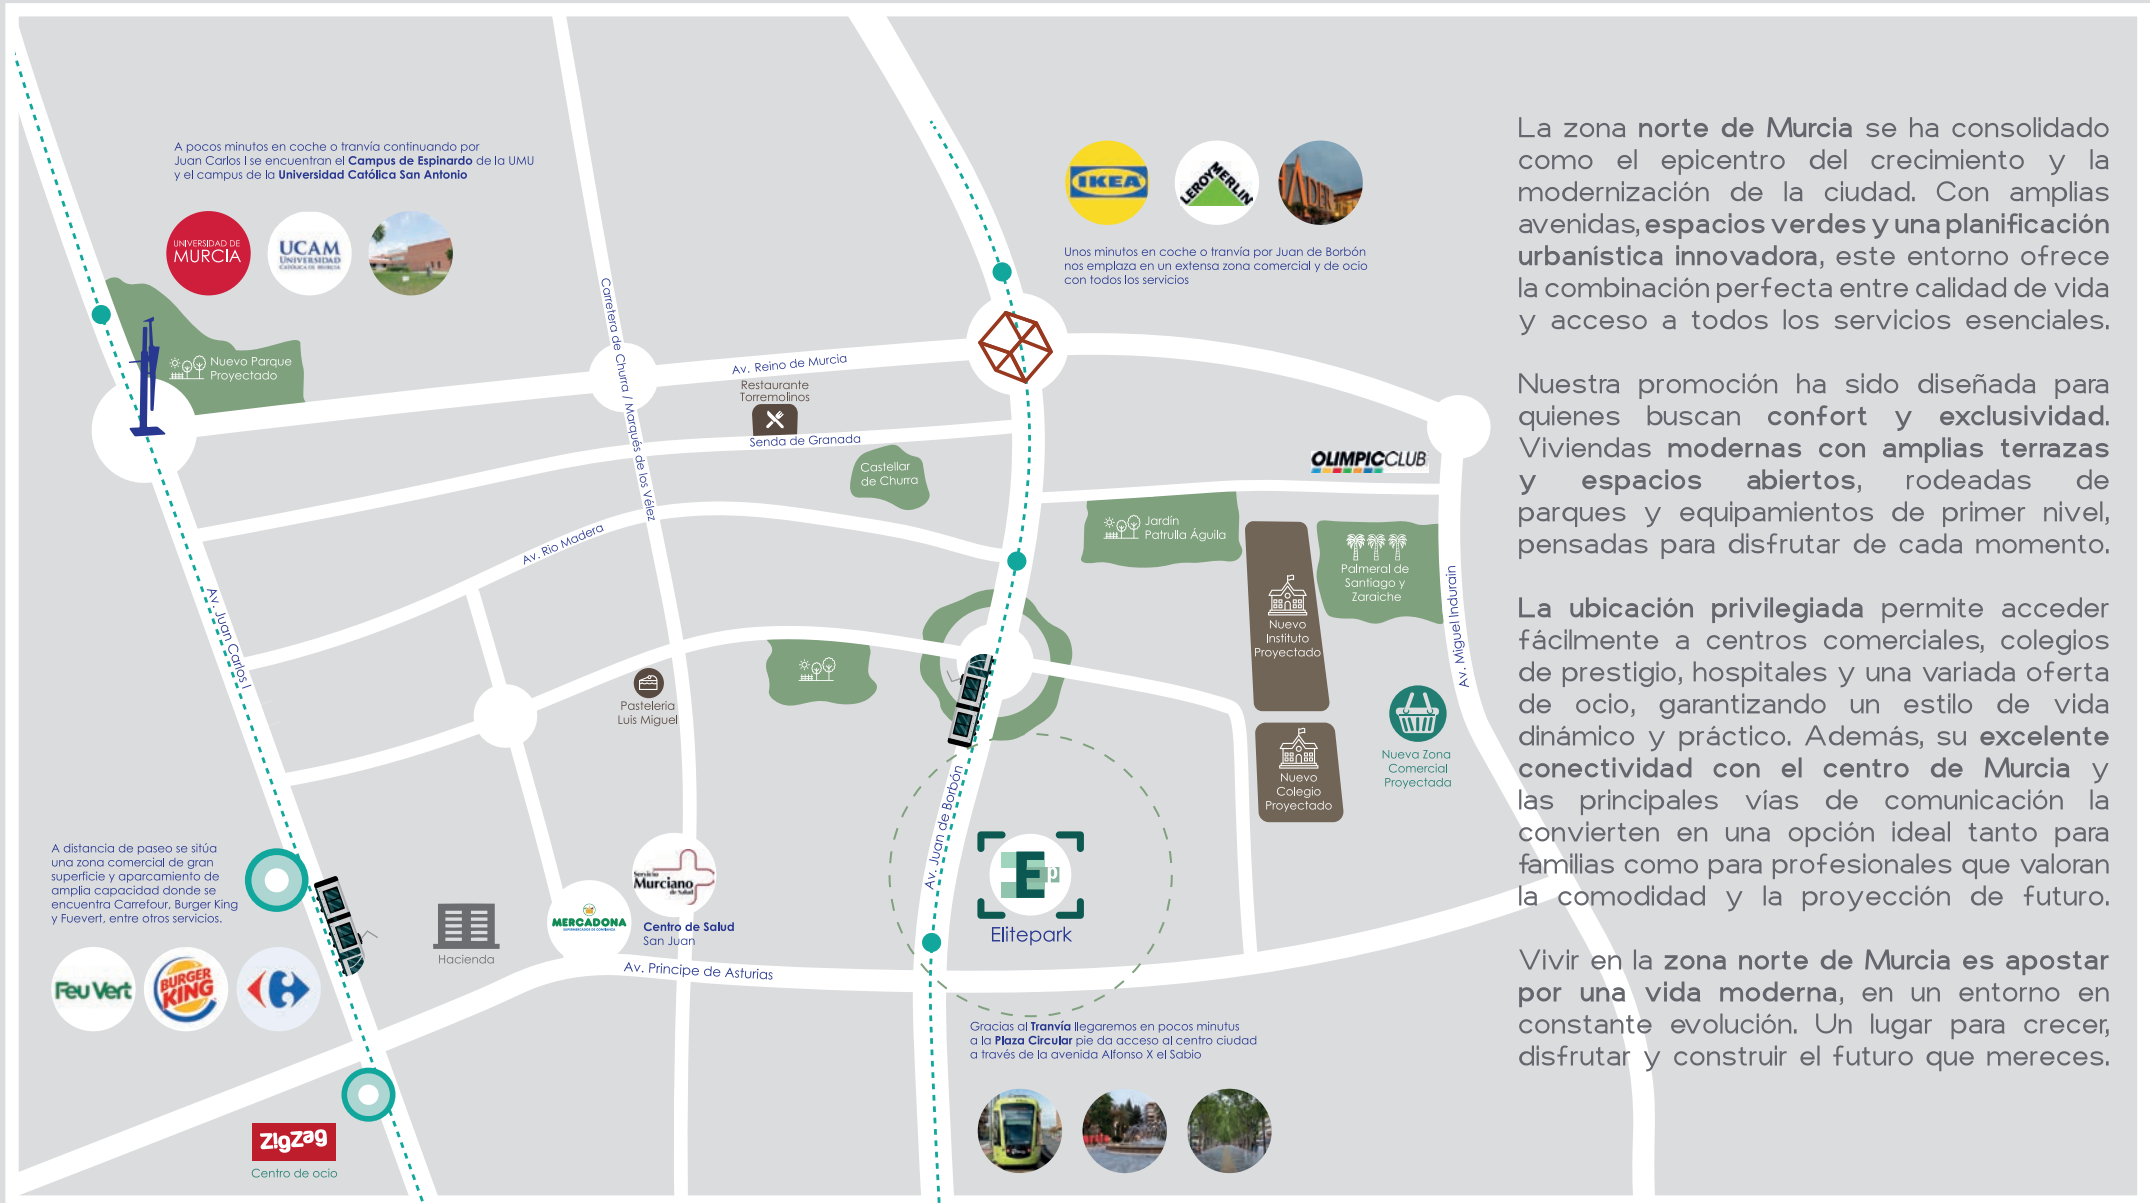 A pocos minutos en coche o tranvía continuando por
Juan Carlos I se encuentran el Campus de Espinardo de la UMU
y el campus de la Universidad Católica San Antonio
UNIVERSIDAD DE
MURCIA
UCAM
UNIVERSIDAD
CATÓLICA DE MURCIA
IKEA
LEROY MERLIN
Unos minutos en coche o tranvía por Juan de Borbón
nos emplaza en un extensa zona comercial y de ocio
con todos los servicios
Nuevo Parque
Proyectado
Carretera de Churra / Marqués de los Vélez
Av. Reino de Murcia
Restaurante
Torremolinos
Senda de Granada
Castellar
de Churra
OLIMPICCLUB
Av. Rio Madera
Jardín
Patrulla Águila
Nuevo
Instituto
Proyectado
Palmeral de
Santiago y
Zaraiche
Av. Miguel Indurain
Av. Juan Carlos I
Pasteleria
Luis Miguel
Nuevo
Colegio
Proyectado
Nueva Zona
Comercial
Proyectada
Av. Juan de Borbón
A distancia de paseo se sitúa
una zona comercial de gran
superficie y aparcamiento de
amplia capacidad donde se
encuentra Carrefour, Burger King
y Fuevert, entre otros servicios.
Feu Vert
BURGER
KING
Hacienda
MERCADONA
Servicio
Murciano
de Salud
Centro de Salud
San Juan
Av. Principe de Asturias
Ep
Elitepark
Gracias al Tranvía llegaremos en pocos minutus
a la Plaza Circular pie da acceso al centro ciudad
a través de la avenida Alfonso X el Sabio
ZigZag
Centro de ocio
La zona norte de Murcia se ha consolidado
como el epicentro del crecimiento y la
modernización de la ciudad. Con amplias
avenidas, espacios verdes y una planificación
urbanística innovadora, este entorno ofrece
la combinación perfecta entre calidad de vida
y acceso a todos los servicios esenciales.
Nuestra promoción ha sido diseñada para
quienes buscan confort y exclusividad.
Viviendas modernas con amplias terrazas
y espacios abiertos, rodeadas de
parques y equipamientos de primer nivel,
pensadas para disfrutar de cada momento.
La ubicación privilegiada permite acceder
fácilmente a centros comerciales, colegios
de prestigio, hospitales y una variada oferta
de ocio, garantizando un estilo de vida
dinámico y práctico. Además, su excelente
conectividad con el centro de Murcia y
las principales vías de comunicación la
convierten en una opción ideal tanto para
familias como para profesionales que valoran
la comodidad y la proyección de futuro.
Vivir en la zona norte de Murcia es apostar
por una vida moderna, en un entorno en
constante evolución. Un lugar para crecer,
disfrutar y construir el futuro que mereces.